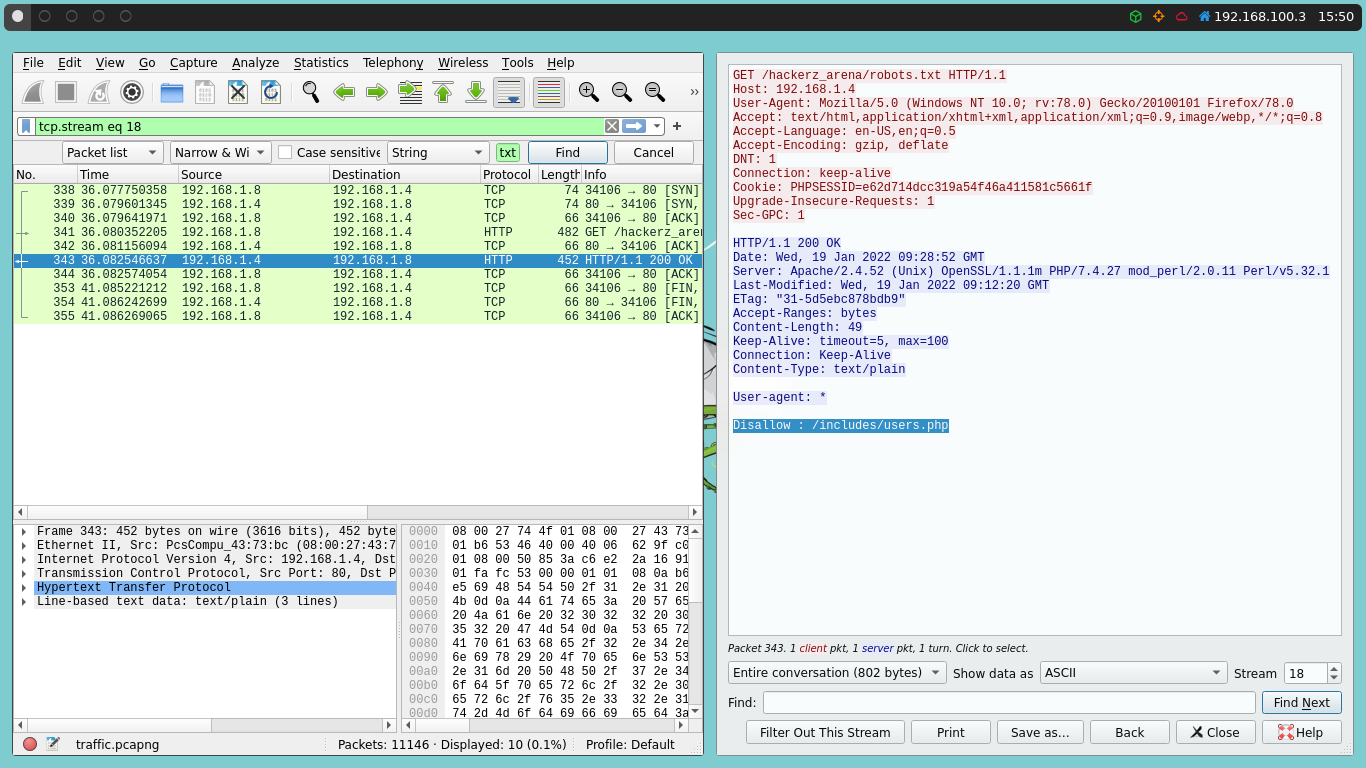 192.168.100.3 15:50
File Edit View Go Capture Analyze Statistics Telephony Wireless Tools Help
tcp.stream eq 18
Packet list Narrow & Wi Case sensitive String txt Find Cancel
No. Time Source Destination Protocol Length Info
338 36.077750358 192.168.1.8 192.168.1.4 TCP 74 34106 → 80 [SYN]
339 36.079601345 192.168.1.4 192.168.1.8 TCP 74 80 → 34106 [SYN,
340 36.079641971 192.168.1.8 192.168.1.4 TCP 66 34106 → 80 [ACK]
341 36.080352205 192.168.1.8 192.168.1.4 HTTP 482 GET /hackerz_aren
342 36.081156094 192.168.1.4 192.168.1.8 TCP 66 80 → 34106 [ACK]
343 36.082546637 192.168.1.4 192.168.1.8 HTTP 452 HTTP/1.1 200 OK
344 36.082574054 192.168.1.8 192.168.1.4 TCP 66 34106 → 80 [ACK]
353 41.085221212 192.168.1.8 192.168.1.4 TCP 66 34106 → 80 [FIN,
354 41.086242699 192.168.1.4 192.168.1.8 TCP 66 80 → 34106 [FIN,
355 41.086269065 192.168.1.8 192.168.1.4 TCP 66 34106 → 80 [ACK]
Frame 343: 452 bytes on wire (3616 bits), 452 byte
Ethernet II, Src: PcsCompu_43:73:bc (08:00:27:43:7
Internet Protocol Version 4, Src: 192.168.1.4, Dst
Transmission Control Protocol, Src Port: 80, Dst P
Hypertext Transfer Protocol
Line-based text data: text/plain (3 lines)
0000 08 00 27 74 4f 01 08 00 27 43 73
0010 01 b6 53 46 40 00 40 06 62 9f c0
0020 01 08 00 50 85 3a c6 e2 2a 16 91
0030 01 fa fc 53 00 00 01 01 08 0a b6
0040 e5 69 48 54 54 50 2f 31 2e 31 20
0050 4b 0d 0a 44 61 74 65 3a 20 57 65
0060 20 4a 61 6e 20 32 30 32 32 20 30
0070 35 32 20 47 4d 54 0d 0a 53 65 72
0080 41 70 61 63 68 65 2f 32 2e 34 2e
0090 6e 69 78 29 20 4f 70 65 6e 53 53
00a0 2e 31 6d 20 50 48 50 2f 37 2e 34
00b0 6f 64 5f 70 65 72 6c 2f 32 2e 30
00c0 65 72 6c 2f 76 35 2e 33 32 2e 31
00d0 74 2d 4d 6f 64 69 66 69 65 64 3a
traffic.pcapng Packets: 11146 · Displayed: 10 (0.1%) Profile: Default
GET /hackerz_arena/robots.txt HTTP/1.1
Host: 192.168.1.4
User-Agent: Mozilla/5.0 (Windows NT 10.0; rv:78.0) Gecko/20100101 Firefox/78.0
Accept: text/html,application/xhtml+xml,application/xml;q=0.9,image/webp,*/*;q=0.8
Accept-Language: en-US,en;q=0.5
Accept-Encoding: gzip, deflate
DNT: 1
Connection: keep-alive
Cookie: PHPSESSID=e62d714dcc319a54f46a411581c5661f
Upgrade-Insecure-Requests: 1
Sec-GPC: 1
HTTP/1.1 200 OK
Date: Wed, 19 Jan 2022 09:28:52 GMT
Server: Apache/2.4.52 (Unix) OpenSSL/1.1.1m PHP/7.4.27 mod_perl/2.0.11 Perl/v5.32.1
Last-Modified: Wed, 19 Jan 2022 09:12:20 GMT
ETag: "31-5d5ebc878bdb9"
Accept-Ranges: bytes
Content-Length: 49
Keep-Alive: timeout=5, max=100
Connection: Keep-Alive
Content-Type: text/plain
User-agent: *
Disallow : /includes/users.php
Packet 343. 1 client pkt, 1 server pkt, 1 turn. Click to select.
Entire conversation (802 bytes) Show data as ASCII Stream 18
Find: Find Next
Filter Out This Stream Print Save as… Back Close Help